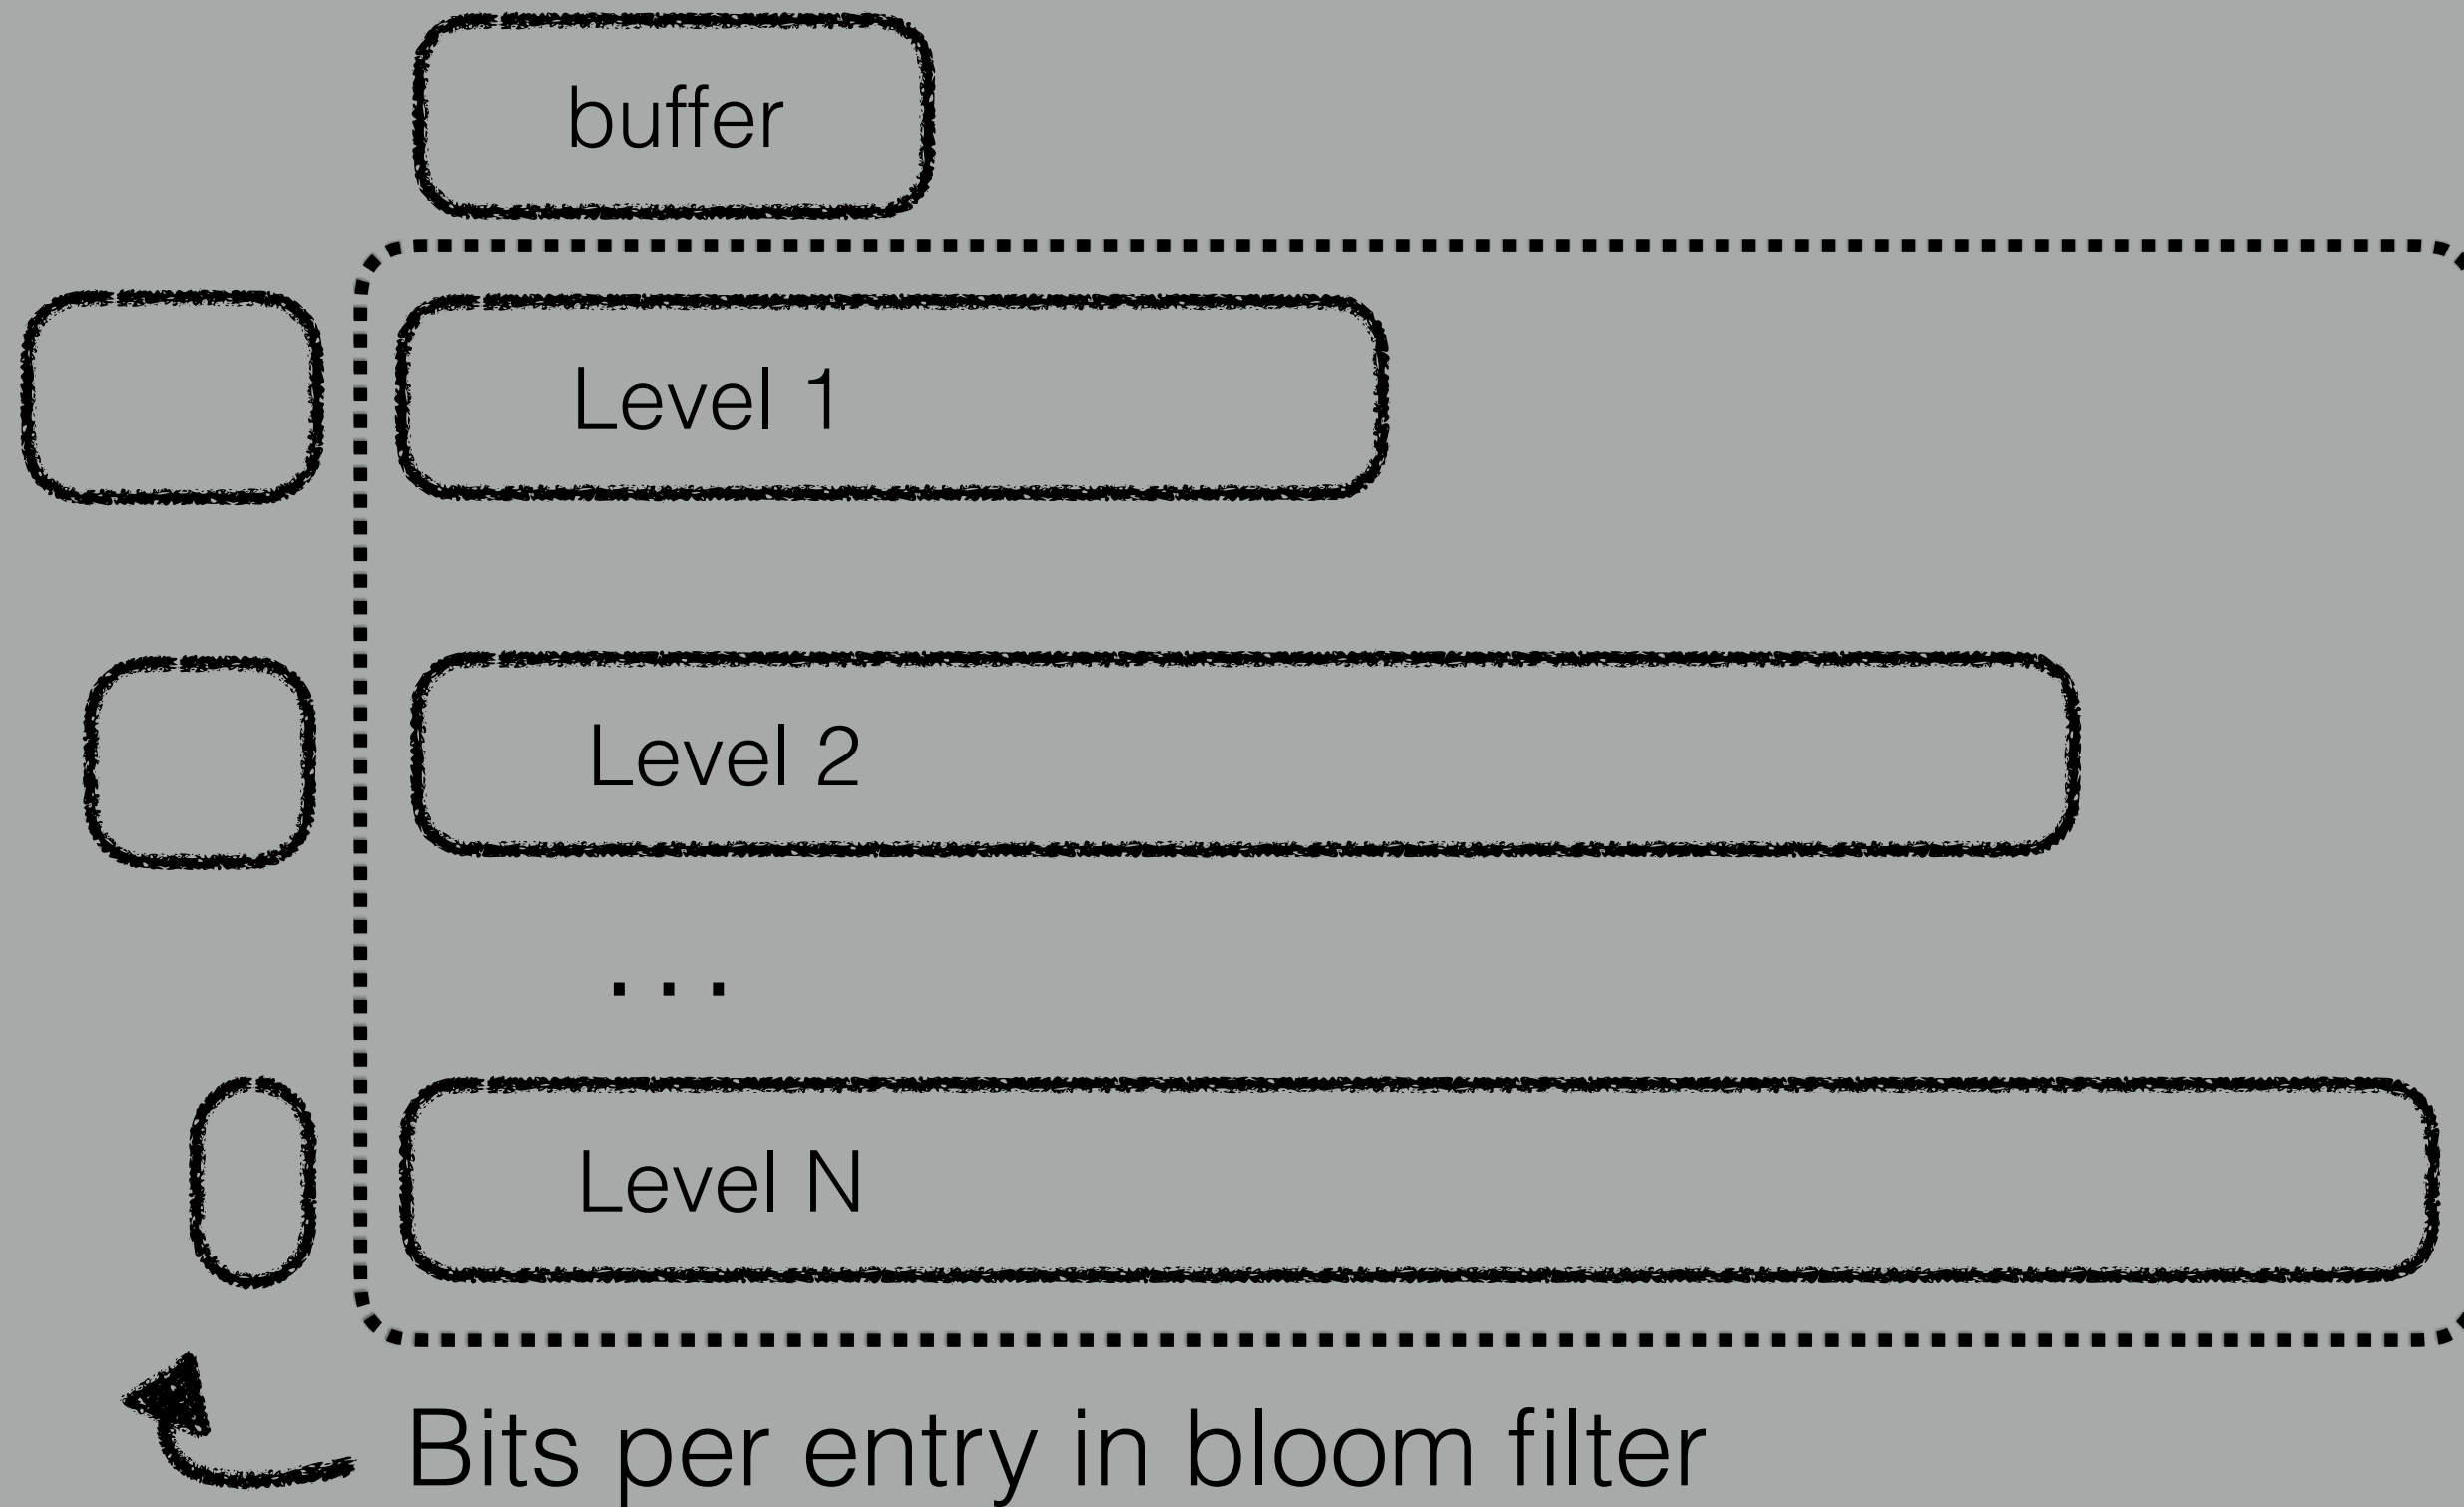 buffer
Level 1
Level 2
...
Level N
Bits per entry in bloom filter